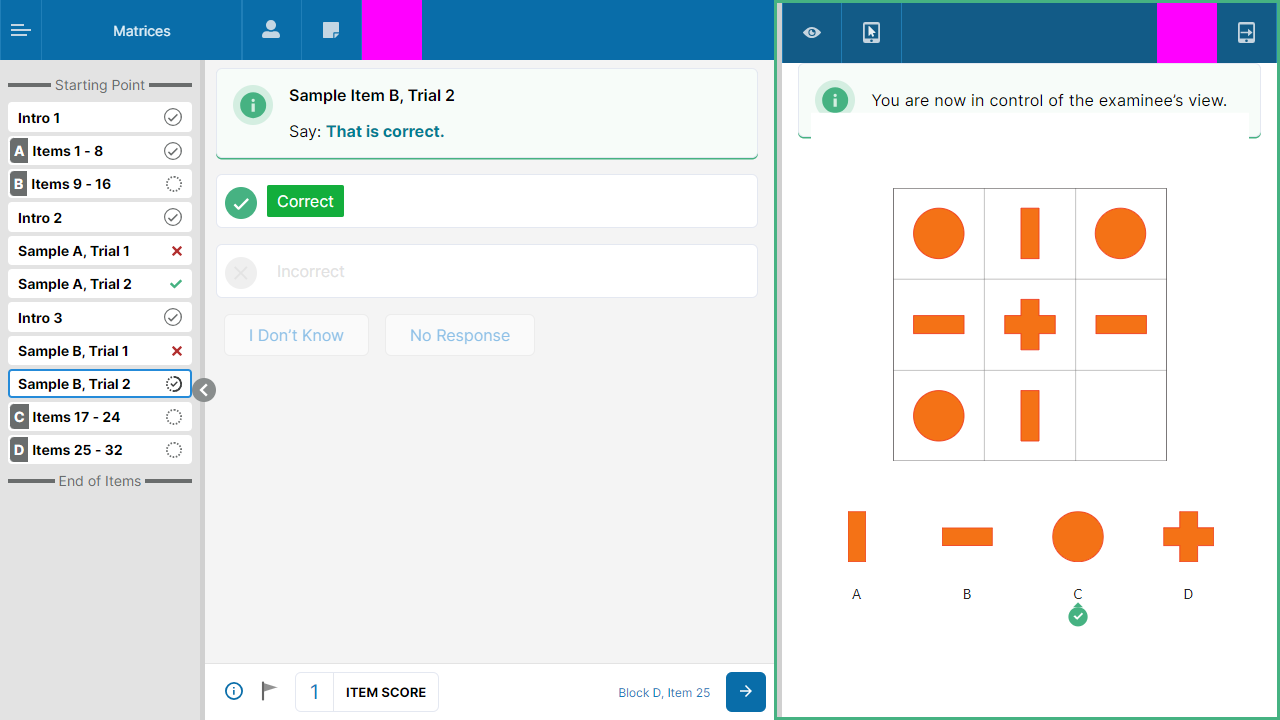 Matrices
Starting Point
Intro 1
A Items 1 - 8
B Items 9 - 16
Intro 2
Sample A, Trial 1
Sample A, Trial 2
Intro 3
Sample B, Trial 1
Sample B, Trial 2
C Items 17 - 24
D Items 25 - 32
End of Items
Sample Item B, Trial 2
Say: That is correct.
Correct
Incorrect
I Don’t Know
No Response
1 ITEM SCORE
Block D, Item 25
You are now in control of the examinee’s view.
A B C D